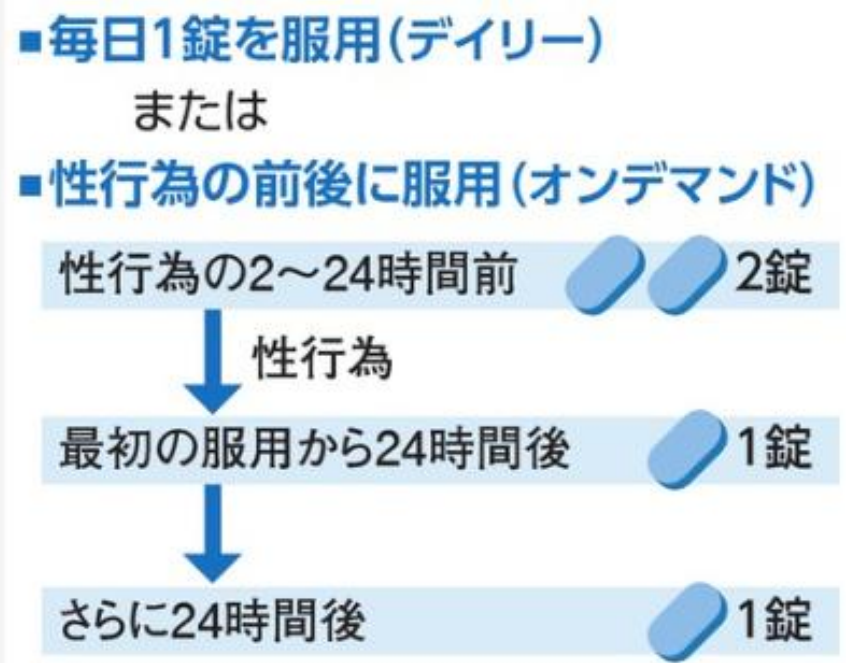 ■毎日1錠を服用(デイリー)
または
■性行為の前後に服用(オンデマンド)
性行為の2〜24時間前 2錠
性行為
最初の服用から24時間後 1錠
さらに24時間後 1錠